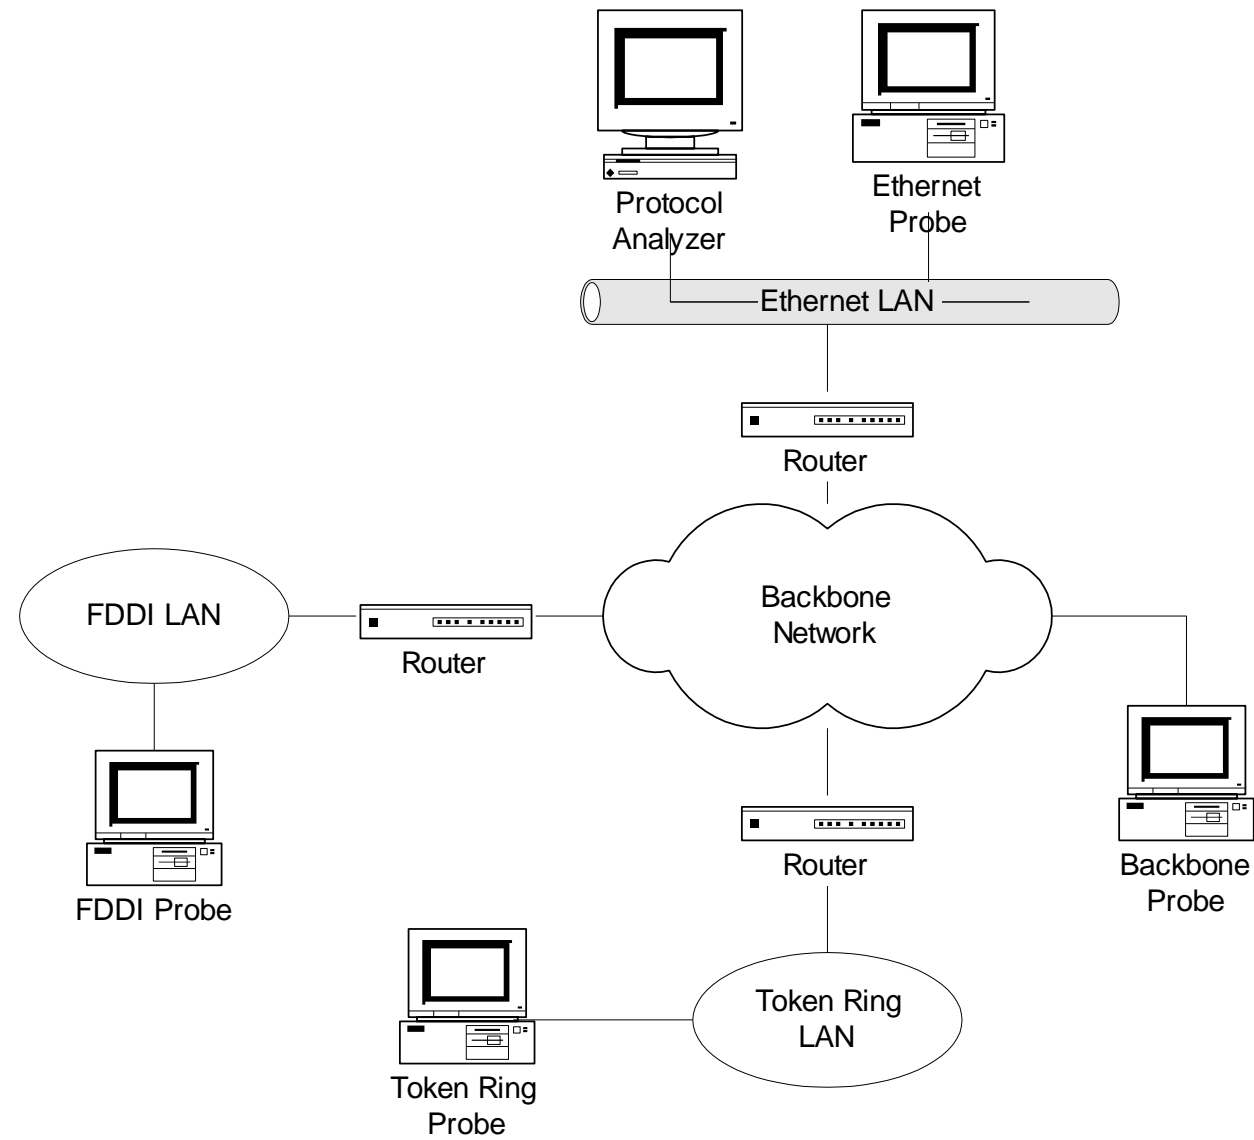 Protocol
Analyzer
Ethernet
Probe
Ethernet LAN
Router
Backbone
Network
FDDI LAN
Router
FDDI Probe
Router
Backbone
Probe
Token Ring
LAN
Token Ring
Probe